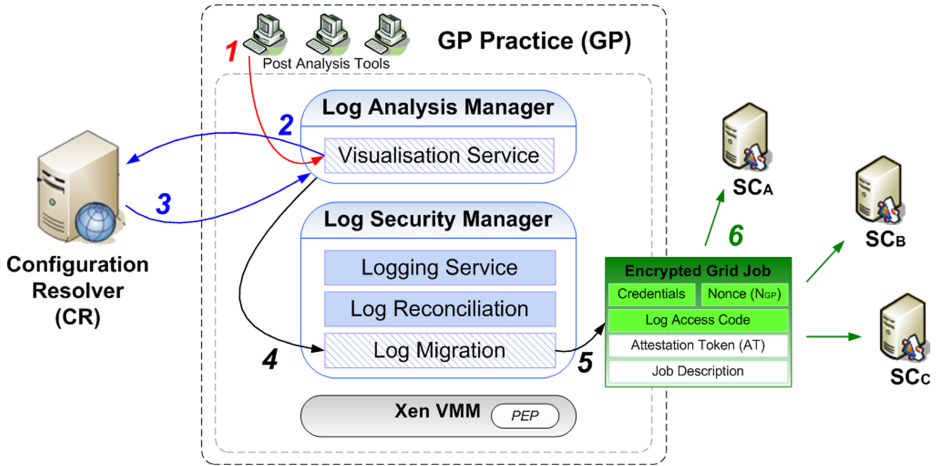 1
GP Practice (GP)
Post Analysis Tools
Log Analysis Manager
2
Visualisation Service
3
Configuration
Resolver
(CR)
Log Security Manager
Logging Service
Log Reconciliation
4
Log Migration
5
Xen VMM
PEP
Encrypted Grid Job
Credentials
Nonce (NGP)
Log Access Code
Attestation Token (AT)
Job Description
6
SCA
SCB
SCC